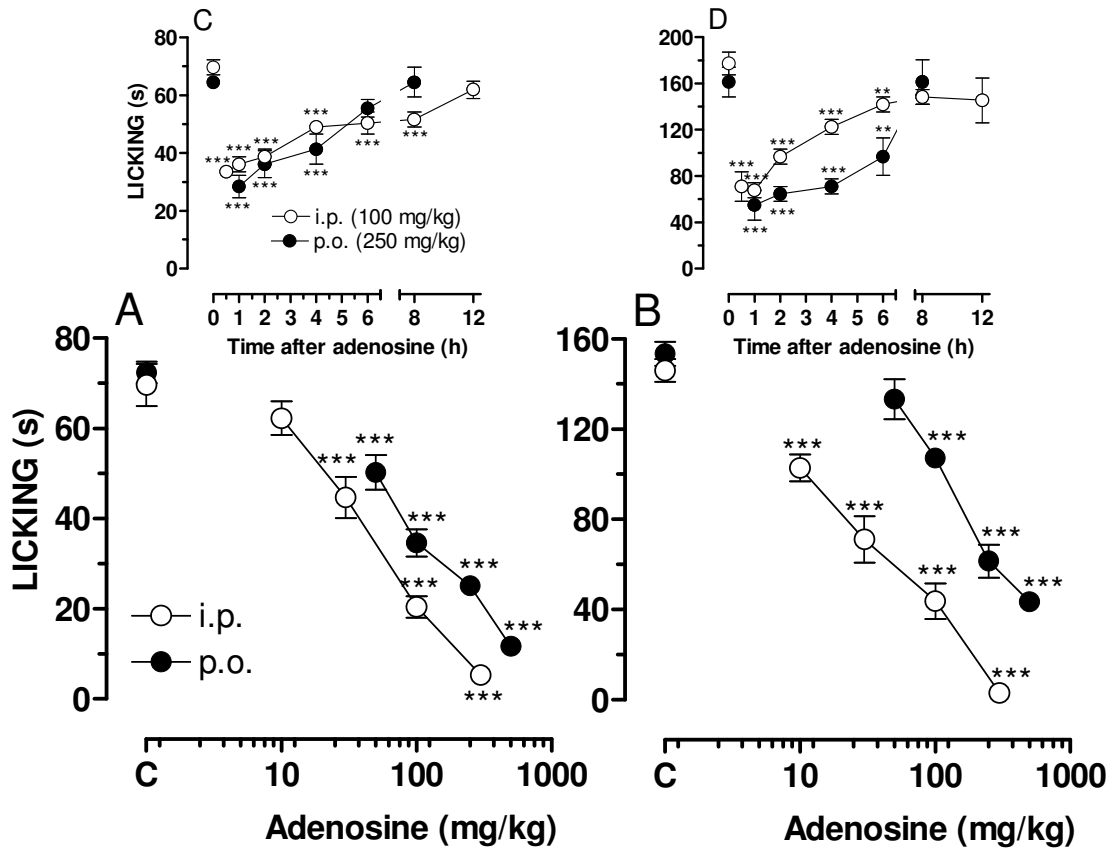 C
80
60
40
20
0
LICKING (s)
***
***
***
***
***
***
***
***
***
i.p. (100 mg/kg)
p.o. (250 mg/kg)
0 1 2 3 4 5 6 8 12
Time after adenosine (h)
D
200
160
120
80
40
0
***
***
***
***
**
***
***
***
**
0 1 2 3 4 5 6 8 12
Time after adenosine (h)
A
80
60
40
20
0
LICKING (s)
***
***
***
***
***
***
***
i.p.
p.o.
C 10 100 1000
Adenosine (mg/kg)
B
160
120
80
40
0
***
***
***
***
***
***
***
C 10 100 1000
Adenosine (mg/kg)